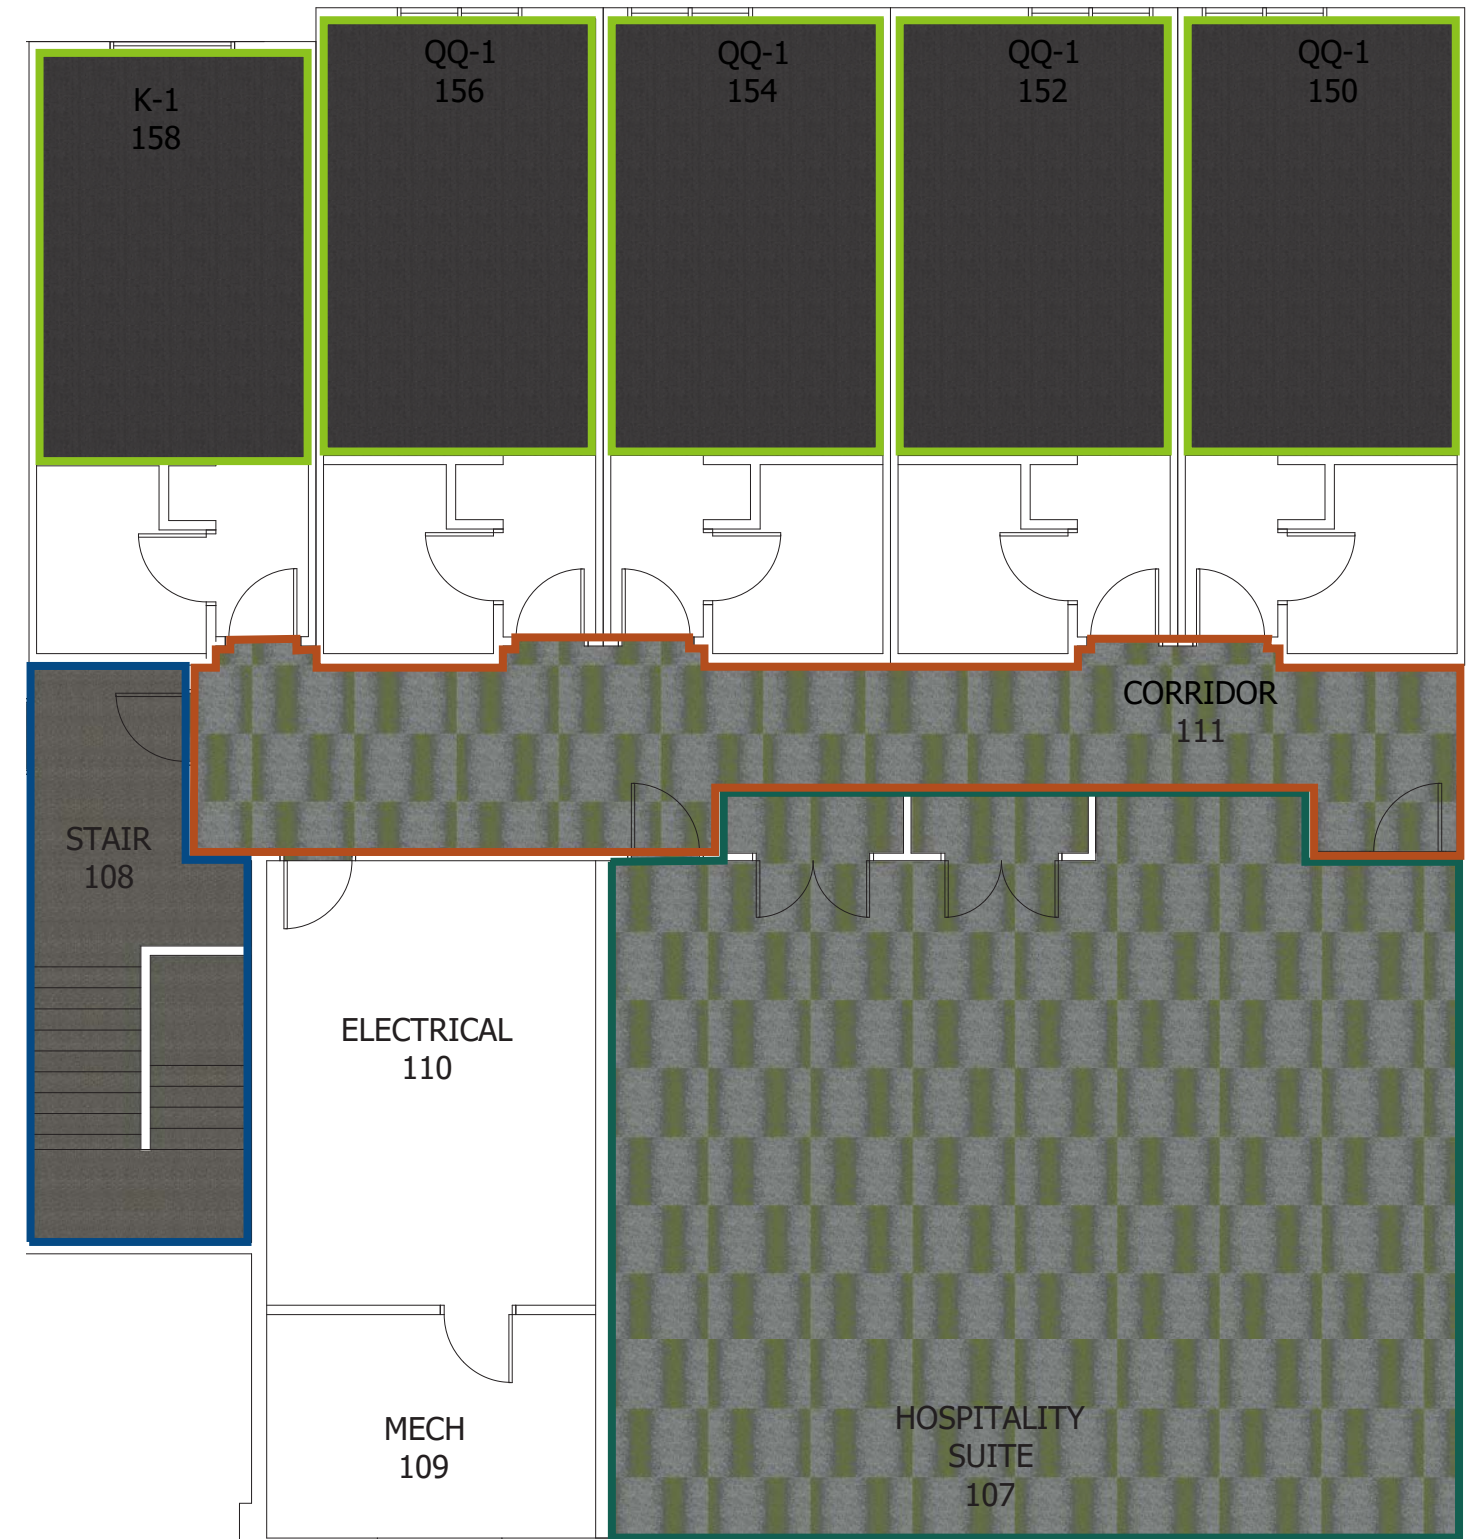 K-1
158
QQ-1
156
QQ-1
154
QQ-1
152
QQ-1
150
CORRIDOR
111
STAIR
108
ELECTRICAL
110
MECH
109
HOSPITALITY
SUITE
107